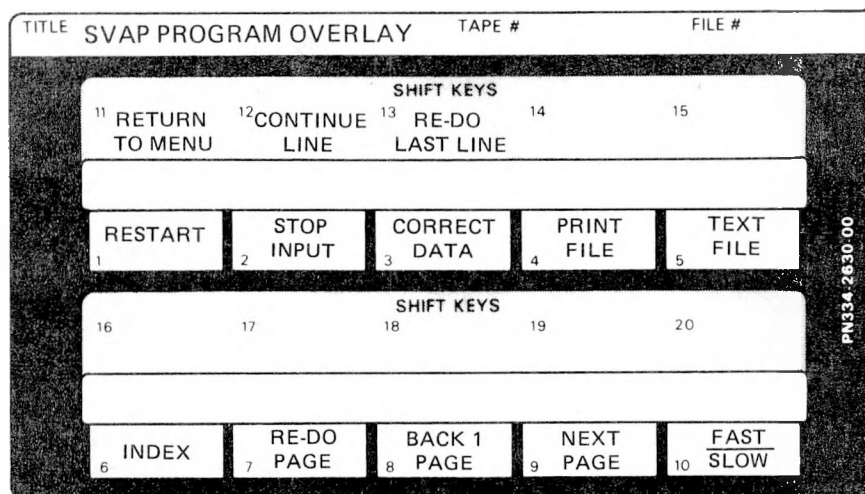 TITLE SVAP PROGRAM OVERLAY TAPE # FILE #
SHIFT KEYS
11 RETURN TO MENU
12 CONTINUE LINE
13 RE-DO LAST LINE
14
15
RESTART 1
STOP INPUT 2
CORRECT DATA 3
PRINT FILE 4
TEXT FILE 5
SHIFT KEYS
16
17
18
19
20
INDEX 6
RE-DO PAGE 7
BACK 1 PAGE 8
NEXT PAGE 9
FAST SLOW 10
PN334-2630-00